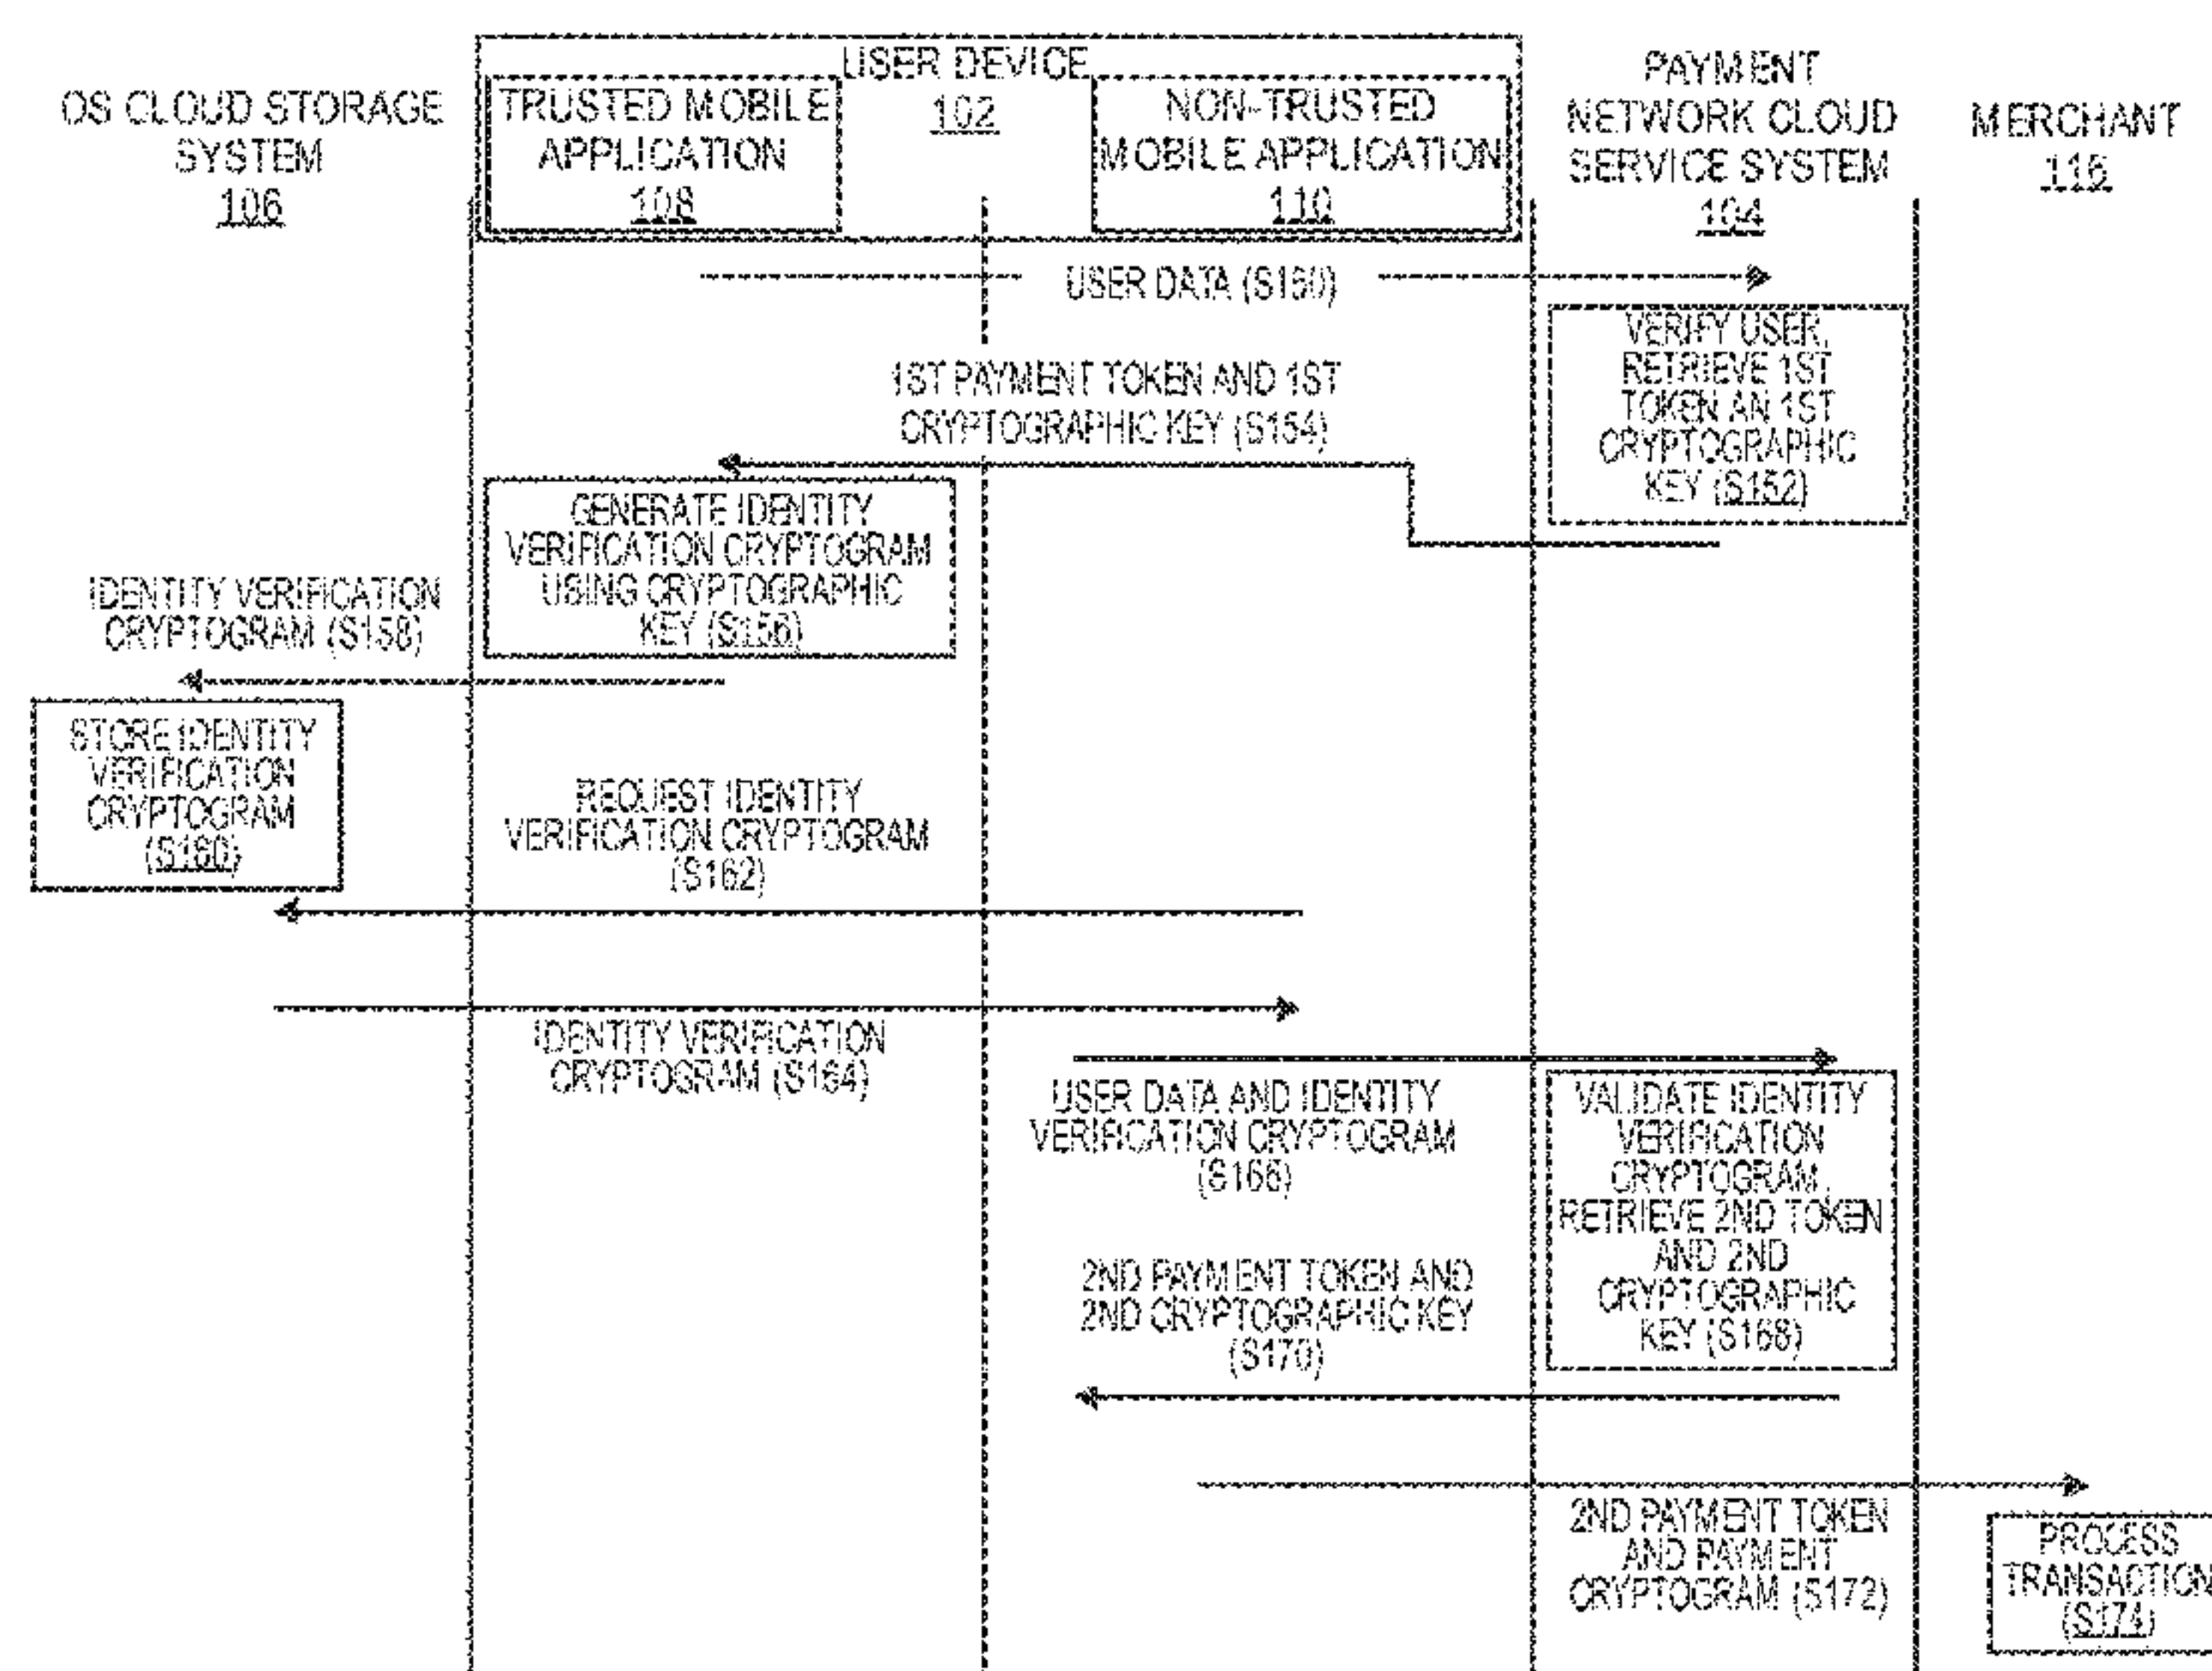 OS CLOUD STORAGE
SYSTEM
106
USER DEVICE
102
TRUSTED MOBILE
APPLICATION
108
NON-TRUSTED
MOBILE APPLICATION
110
PAYMENT
NETWORK CLOUD
SERVICE SYSTEM
104
MERCHANT
116
USER DATA (S150)
VERIFY USER,
RETRIEVE 1ST
TOKEN AN 1ST
CRYPTOGRAPHIC
KEY (S152)
1ST PAYMENT TOKEN AND 1ST
CRYPTOGRAPHIC KEY (S154)
GENERATE IDENTITY
VERIFICATION CRYPTOGRAM
USING CRYPTOGRAPHIC
KEY (S156)
IDENTITY VERIFICATION
CRYPTOGRAM (S158)
STORE IDENTITY
VERIFICATION
CRYPTOGRAM
(S160)
REQUEST IDENTITY
VERIFICATION CRYPTOGRAM
(S162)
IDENTITY VERIFICATION
CRYPTOGRAM (S164)
USER DATA AND IDENTITY
VERIFICATION CRYPTOGRAM
(S166)
VALIDATE IDENTITY
VERIFICATION
CRYPTOGRAM,
RETRIEVE 2ND TOKEN
AND 2ND
CRYPTOGRAPHIC
KEY (S168)
2ND PAYMENT TOKEN AND
2ND CRYPTOGRAPHIC KEY
(S170)
2ND PAYMENT TOKEN
AND PAYMENT
CRYPTOGRAM (S172)
PROCESS
TRANSACTION
(S174)